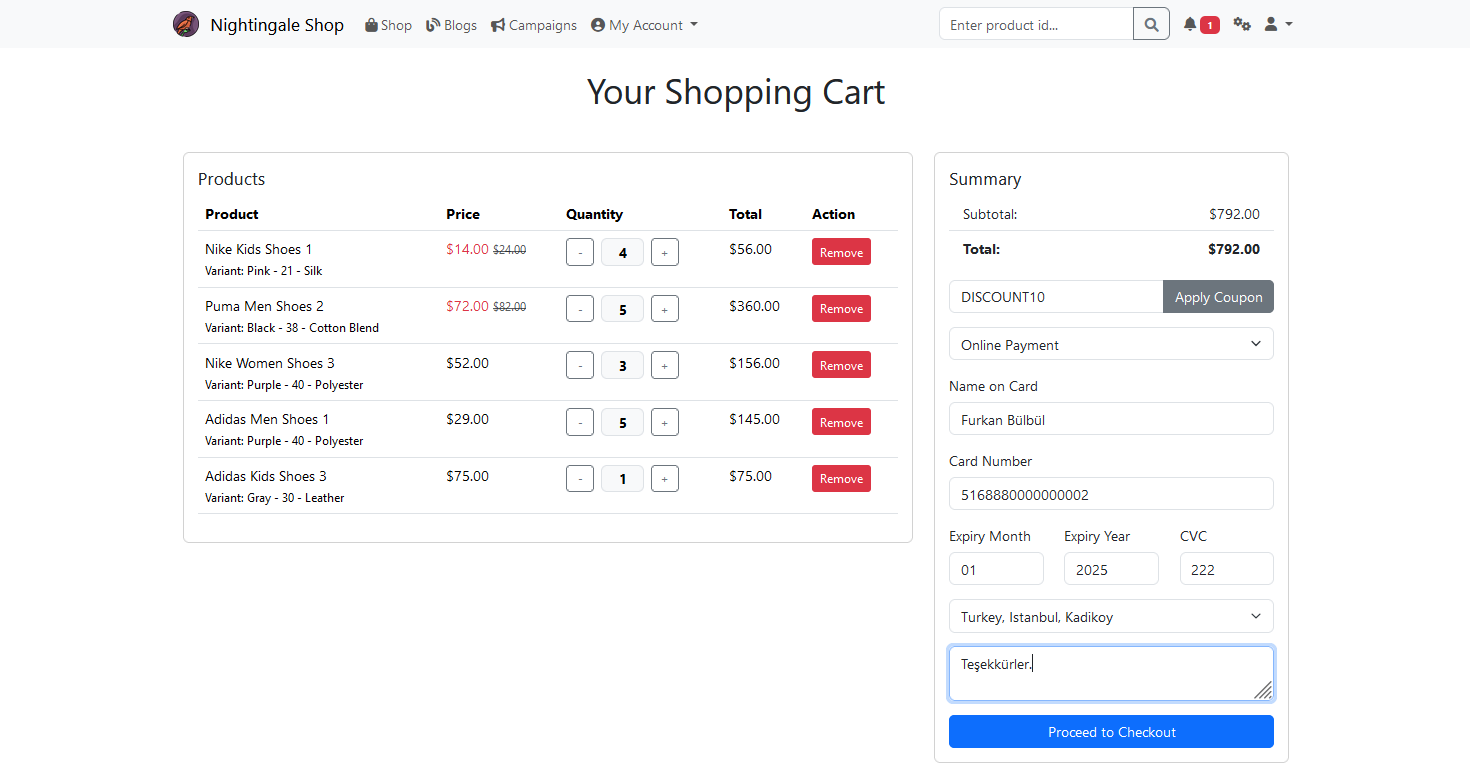 Nightingale Shop Shop Blogs Campaigns My Account Enter product id... 1
Your Shopping Cart
Products
Product Price Quantity Total Action
Nike Kids Shoes 1 $14.00 $24.00 - 4 + $56.00 Remove
Variant: Pink - 21 - Silk
Puma Men Shoes 2 $72.00 $82.00 - 5 + $360.00 Remove
Variant: Black - 38 - Cotton Blend
Nike Women Shoes 3 $52.00 - 3 + $156.00 Remove
Variant: Purple - 40 - Polyester
Adidas Men Shoes 1 $29.00 - 5 + $145.00 Remove
Variant: Purple - 40 - Polyester
Adidas Kids Shoes 3 $75.00 - 1 + $75.00 Remove
Variant: Gray - 30 - Leather
Summary
Subtotal: $792.00
Total: $792.00
DISCOUNT10 Apply Coupon
Online Payment
Name on Card
Furkan Bülbül
Card Number
5168880000000002
Expiry Month Expiry Year CVC
01 2025 222
Turkey, Istanbul, Kadikoy
Teşekkürler.
Proceed to Checkout